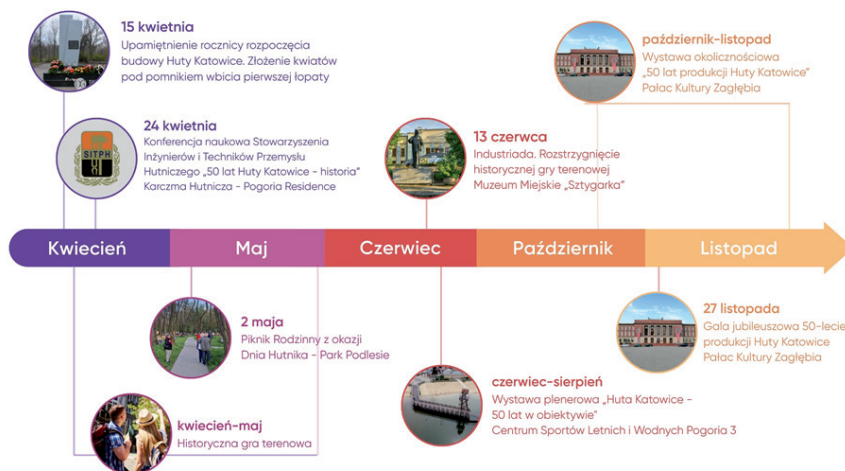 15 kwietnia
Upamiętnienie rocznicy rozpoczęcia
budowy Huty Katowice. Złożenie kwiatów
pod pomnikiem wbicia pierwszej łopaty
październik-listopad
Wystawa okolicznościowa
„50 lat produkcji Huty Katowice”
Pałac Kultury Zagłębia
24 kwietnia
Konferencja naukowa Stowarzyszenia
Inżynierów i Techników Przemysłu
Hutniczego „50 lat Huty Katowice - historia”
Karczma Hutnicza - Pogoria Residence
SITPH
13 czerwca
Industriada. Rozstrzygnięcie
historycznej gry terenowej
Muzeum Miejskie „Sztygarka”
Kwiecień
Maj
Czerwiec
Październik
Listopad
2 maja
Piknik Rodzinny z okazji
Dnia Hutnika - Park Podlesie
27 listopada
Gala jubileuszowa 50-lecie
produkcji Huty Katowice
Pałac Kultury Zagłębia
czerwiec-sierpień
Wystawa plenerowa „Huta Katowice -
50 lat w obiektywie”
Centrum Sportów Letnich i Wodnych Pogoria 3
kwiecień-maj
Historyczna gra terenowa